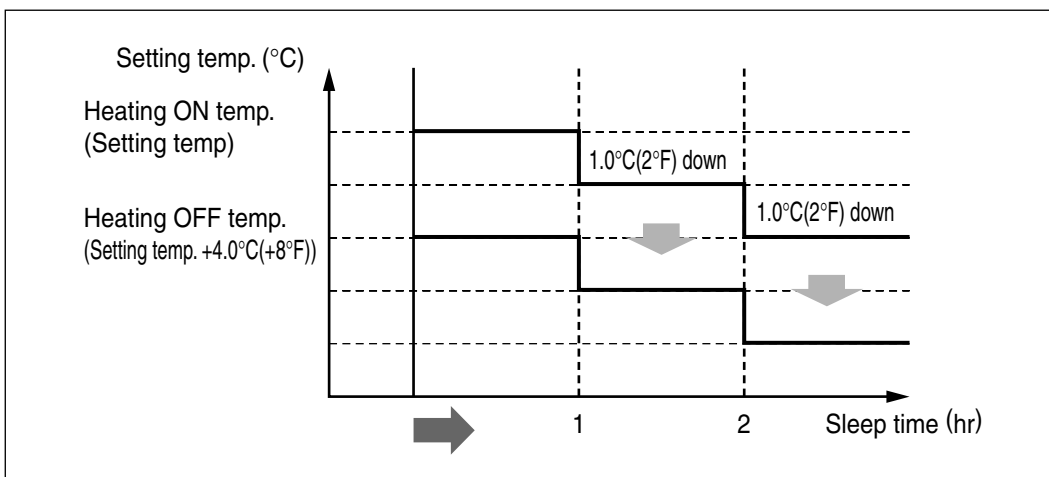 Setting temp. (°C)
Heating ON temp.
(Setting temp)
1.0°C(2°F) down
Heating OFF temp.
1.0°C(2°F) down
(Setting temp. +4.0°C(+8°F))
1
2
Sleep time (hr)